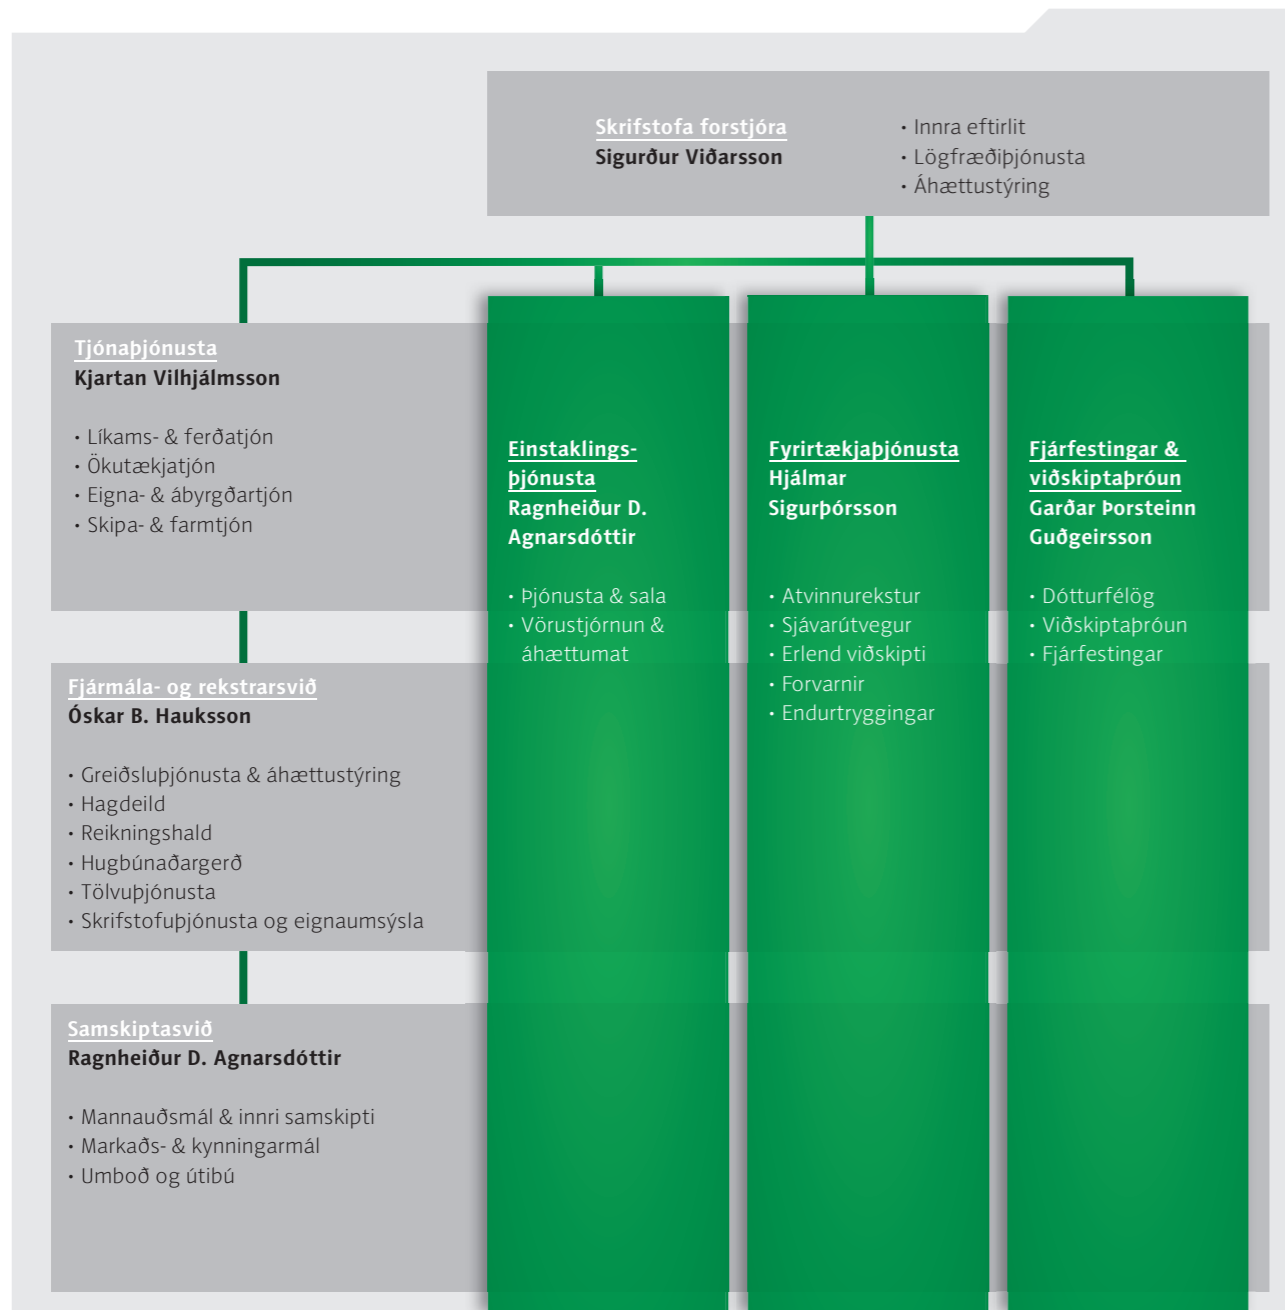 Skrifstofa forstjóra
Sigurður Viðarsson
• Innra eftirlit
• Lögfræðiþjónusta
• Áhættustýring
Tjónaþjónusta
Kjartan Vilhjálmsson
• Líkams- & ferðatjón
• Ökutækjatjón
• Eigna- & ábyrgðartjón
• Skipa- & farmtjón
Einstaklings-
þjónusta
Ragnheiður D.
Agnarsdóttir
• Þjónusta & sala
• Vörustjórnun &
áhættumat
Fyrirtækjaþjónusta
Hjálmar
Sigurþórsson
• Atvinnurekstur
• Sjávarútvegur
• Erlend viðskipti
• Forvarnir
• Endurtryggingar
Fjárfestingar &
viðskiptaþróun
Garðar Þorsteinn
Guðgeirsson
• Dótturfélög
• Viðskiptaþróun
• Fjárfestingar
Fjármála- og rekstrarsvið
Óskar B. Hauksson
• Greiðsluþjónusta & áhættustýring
• Hagdeild
• Reikningshald
• Hugbúnaðargerð
• Tölvuþjónusta
• Skrifstofuþjónusta og eignaumsýsla
Samskiptasvið
Ragnheiður D. Agnarsdóttir
• Mannauðsmál & innri samskipti
• Markaðs- & kynningarmál
• Umboð og útibú